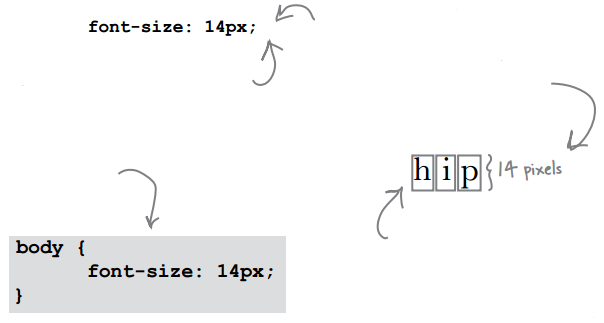 font-size: 14px;
hip } 14 pixels
body {
font-size: 14px;
}